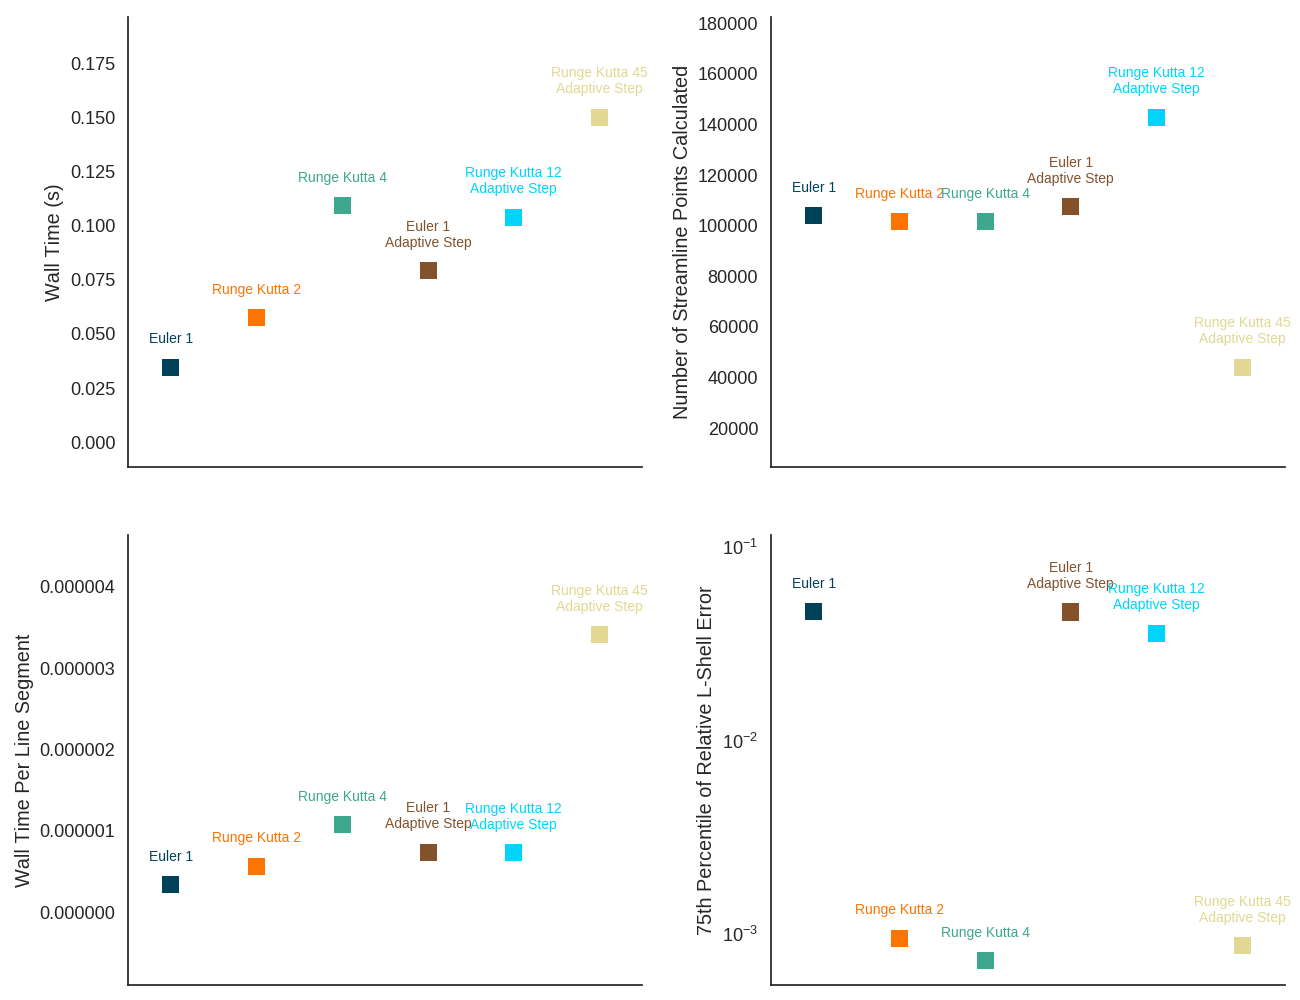 Wall Time (s)
0.175
0.150
0.125
0.100
0.075
0.050
0.025
0.000
Runge Kutta 45
Adaptive Step
Runge Kutta 4
Runge Kutta 12
Adaptive Step
Euler 1
Adaptive Step
Runge Kutta 2
Euler 1
Number of Streamline Points Calculated
180000
160000
140000
120000
100000
80000
60000
40000
20000
Runge Kutta 12
Adaptive Step
Euler 1
Adaptive Step
Euler 1
Runge Kutta 2
Runge Kutta 4
Runge Kutta 45
Adaptive Step
Wall Time Per Line Segment
0.000004
0.000003
0.000002
0.000001
0.000000
Runge Kutta 45
Adaptive Step
Runge Kutta 4
Euler 1
Adaptive Step
Runge Kutta 12
Adaptive Step
Runge Kutta 2
Euler 1
75th Percentile of Relative L-Shell Error
10⁻¹
10⁻²
10⁻³
Euler 1
Euler 1
Adaptive Step
Runge Kutta 12
Adaptive Step
Runge Kutta 2
Runge Kutta 4
Runge Kutta 45
Adaptive Step